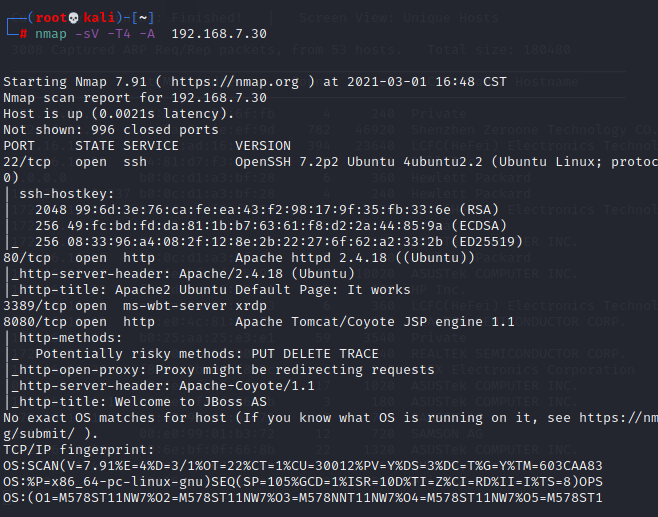 (root💀kali)-[~]
# nmap -sV -T4 -A  192.168.7.30
Starting Nmap 7.91 ( https://nmap.org ) at 2021-03-01 16:48 CST
Nmap scan report for 192.168.7.30
Host is up (0.0021s latency).
Not shown: 996 closed ports
PORT     STATE SERVICE       VERSION
22/tcp   open  ssh           OpenSSH 7.2p2 Ubuntu 4ubuntu2.2 (Ubuntu Linux; protoc
0)
| ssh-hostkey:
|   2048 99:6d:3e:76:ca:fe:ea:43:f2:98:17:9f:35:fb:33:6e (RSA)
|   256 49:fc:bd:fd:da:81:1b:b7:63:61:f8:d2:2a:44:85:9a (ECDSA)
|_  256 08:33:96:a4:08:2f:12:8e:2b:22:27:6f:62:a2:33:2b (ED25519)
80/tcp   open  http          Apache httpd 2.4.18 ((Ubuntu))
|_http-server-header: Apache/2.4.18 (Ubuntu)
|_http-title: Apache2 Ubuntu Default Page: It works
3389/tcp open  ms-wbt-server xrdp
8080/tcp open  http          Apache Tomcat/Coyote JSP engine 1.1
| http-methods:
|_  Potentially risky methods: PUT DELETE TRACE
|_http-open-proxy: Proxy might be redirecting requests
|_http-server-header: Apache-Coyote/1.1
|_http-title: Welcome to JBoss AS
No exact OS matches for host (If you know what OS is running on it, see https://nm
g/submit/ ).
TCP/IP fingerprint:
OS:SCAN(V=7.91%E=4%D=3/1%OT=22%CT=1%CU=30012%PV=Y%DS=3%DC=T%G=Y%TM=603CAA83
OS:%P=x86_64-pc-linux-gnu)SEQ(SP=105%GCD=1%ISR=10D%TI=Z%CI=RD%II=I%TS=8)OPS
OS:(O1=M578ST11NW7%O2=M578ST11NW7%O3=M578NNT11NW7%O4=M578ST11NW7%O5=M578ST1